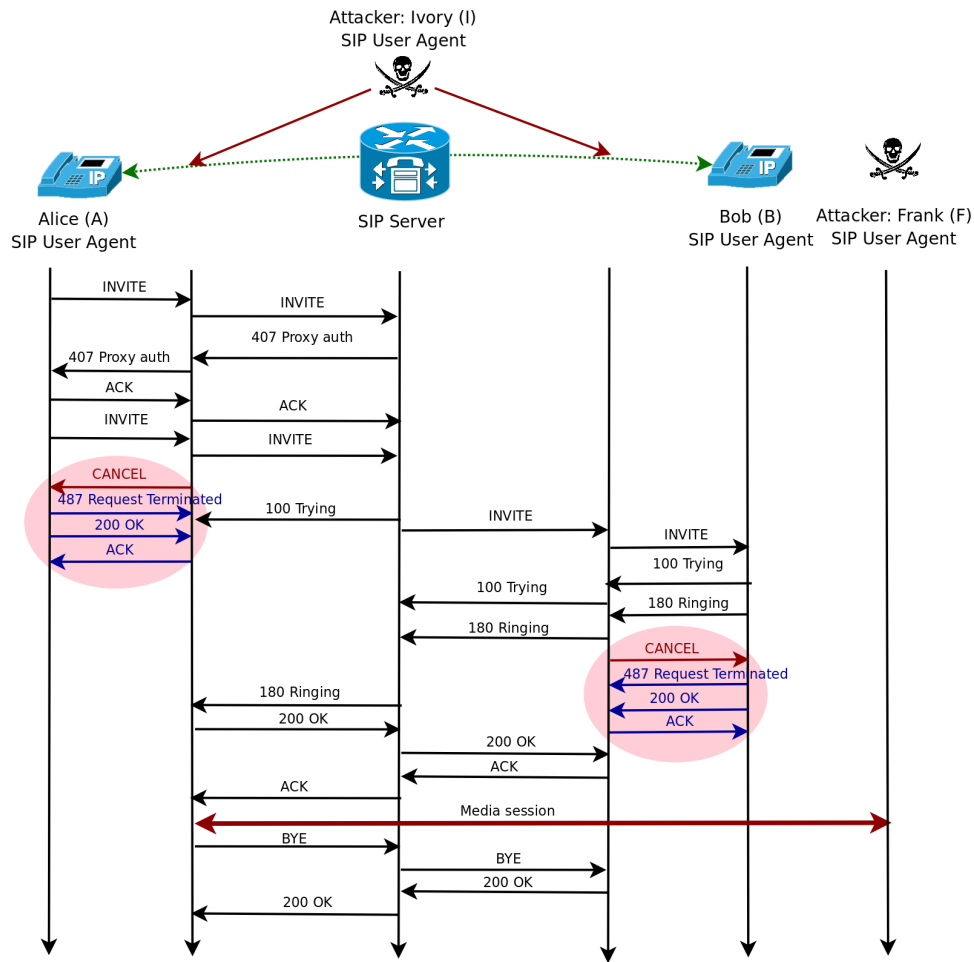 Attacker: Ivory (I)
SIP User Agent
IP
IP
Alice (A)
SIP User Agent
SIP Server
Bob (B)
SIP User Agent
Attacker: Frank (F)
SIP User Agent
INVITE
INVITE
407 Proxy auth
407 Proxy auth
ACK
ACK
INVITE
INVITE
CANCEL
487 Request Terminated
100 Trying
INVITE
200 OK
INVITE
ACK
100 Trying
100 Trying
180 Ringing
180 Ringing
CANCEL
487 Request Terminated
180 Ringing
200 OK
200 OK
ACK
200 OK
ACK
ACK
Media session
BYE
BYE
200 OK
200 OK